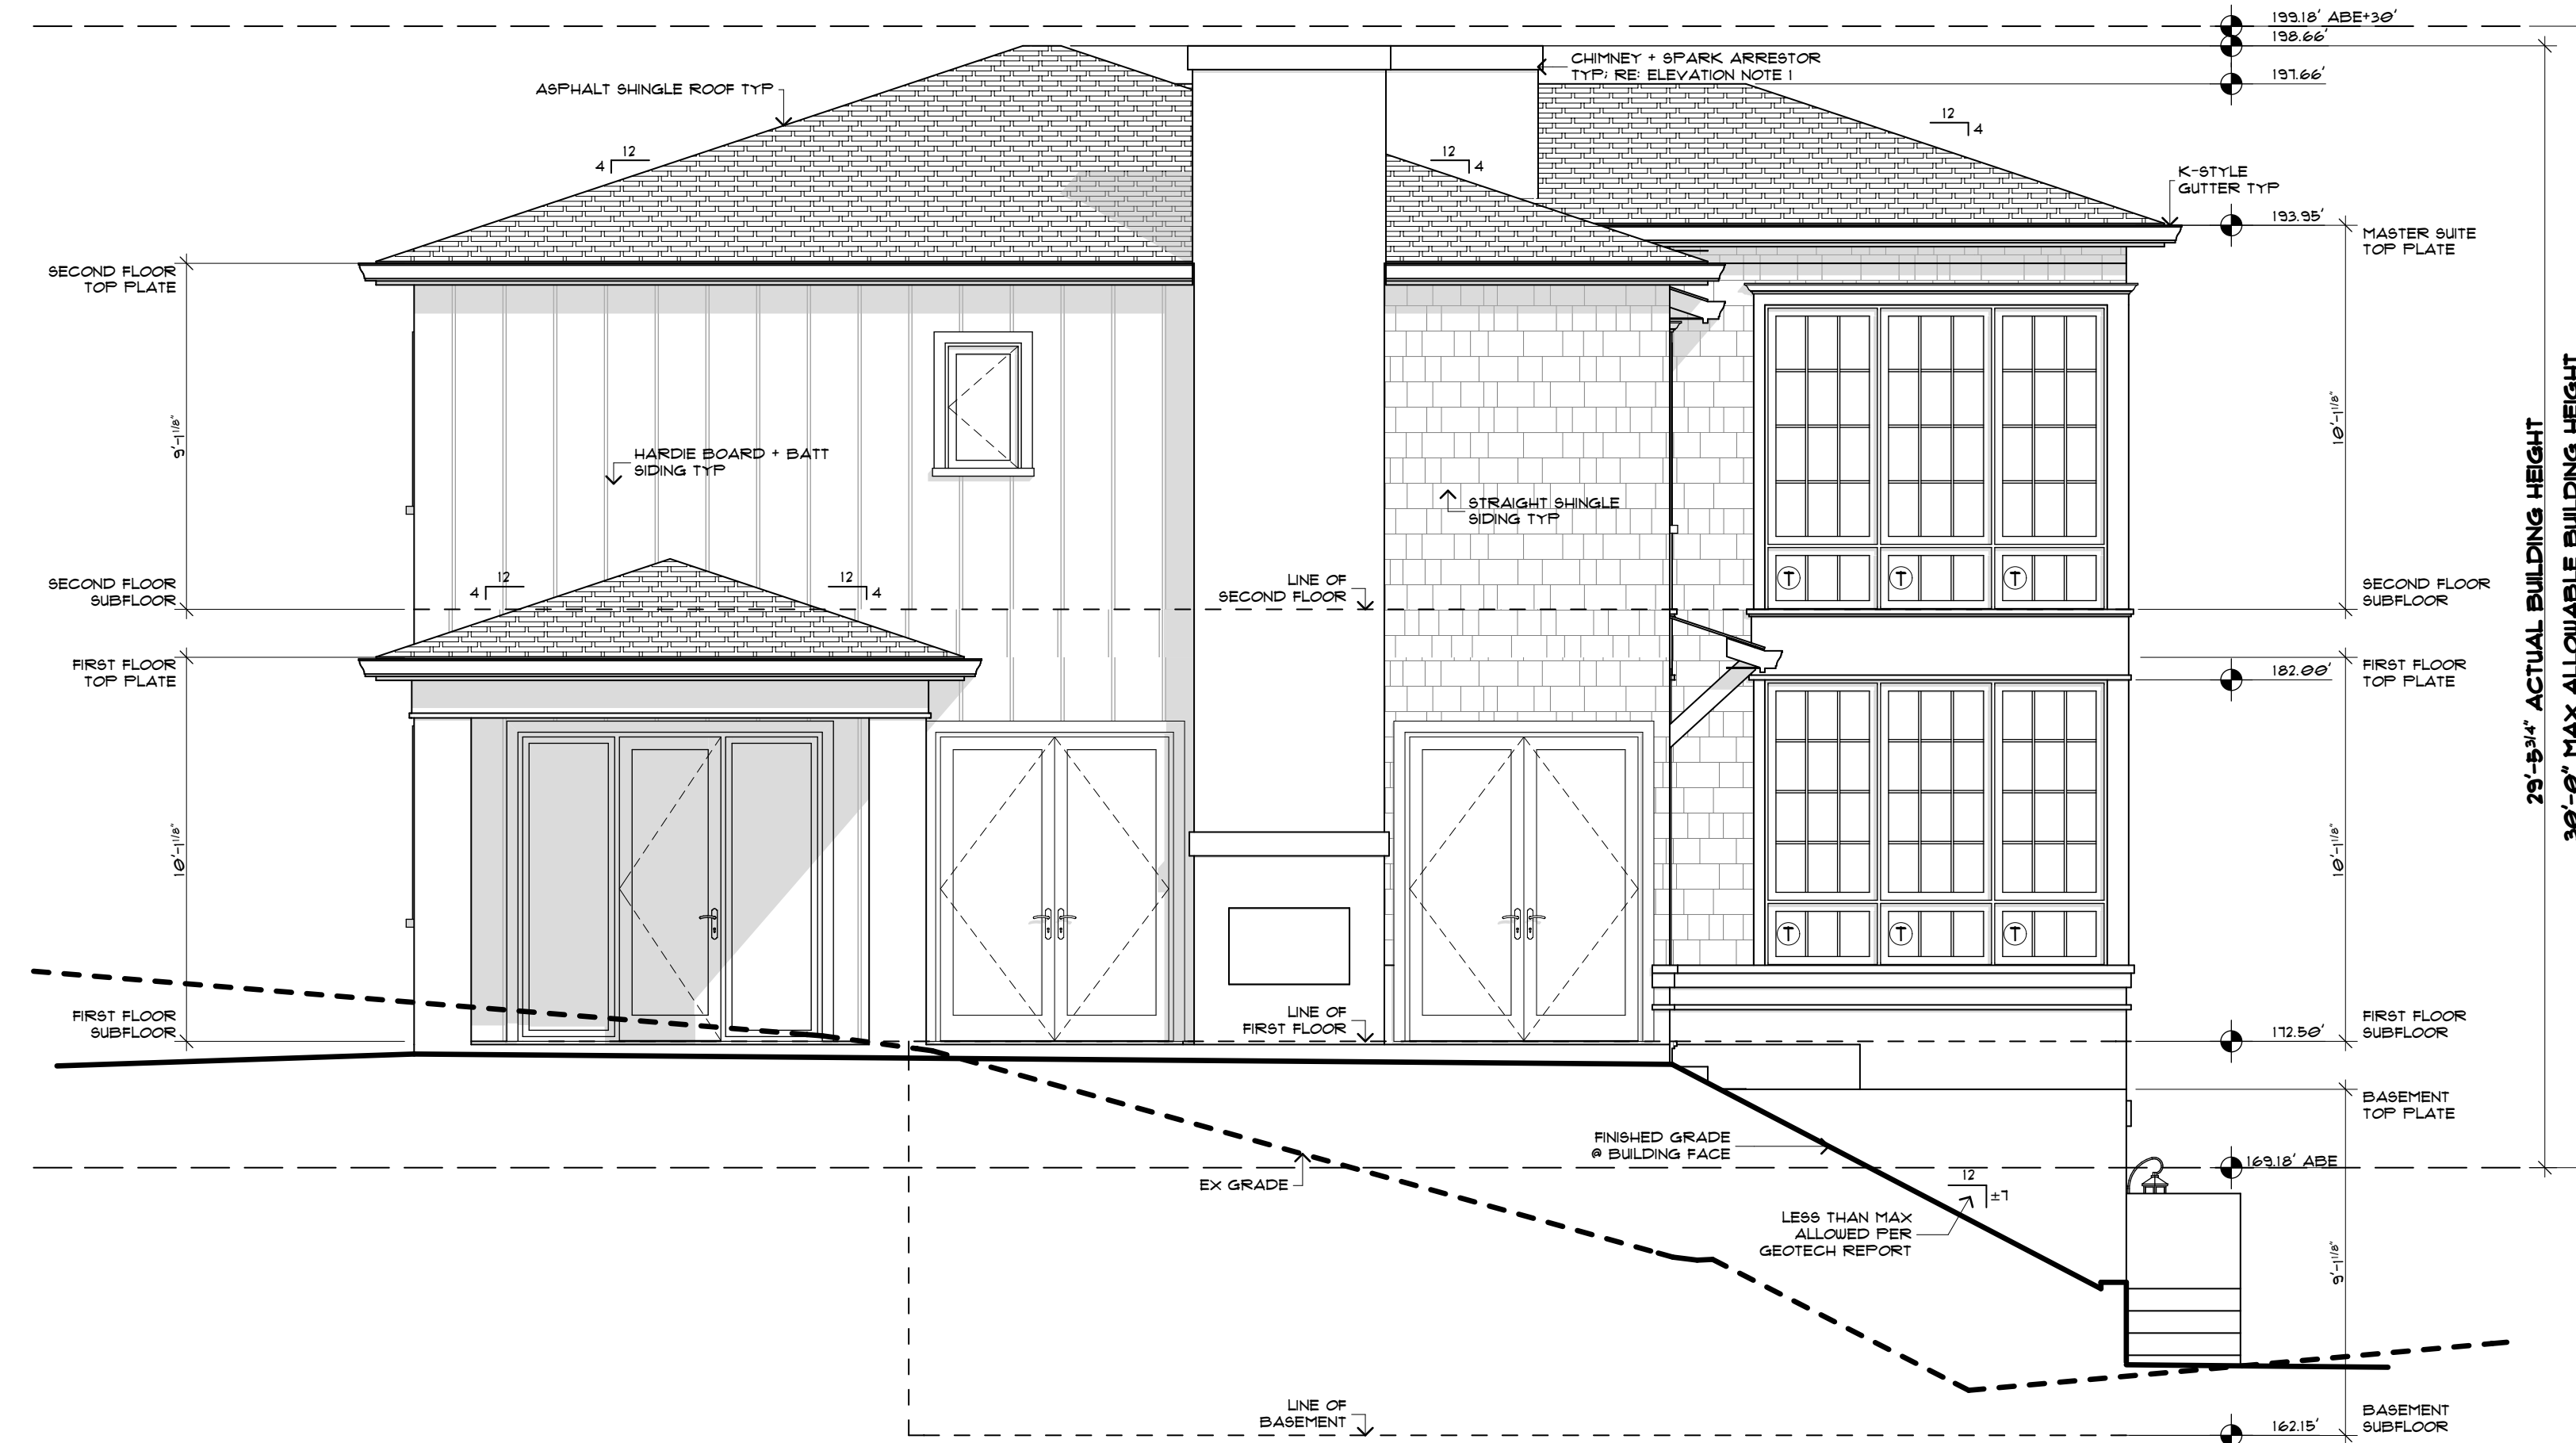 199.18' ABE+30'
198.66'
197.66'
CHIMNEY + SPARK ARRESTOR
TYP; RE: ELEVATION NOTE 1
ASPHALT SHINGLE ROOF TYP
12
4
12
4
12
4
K-STYLE
GUTTER TYP
193.95'
MASTER SUITE
TOP PLATE
SECOND FLOOR
TOP PLATE
9'-1 1/8"
10'-1 1/8"
HARDIE BOARD + BATT
SIDING TYP
STRAIGHT SHINGLE
SIDING TYP
29'-5 3/4" ACTUAL BUILDING HEIGHT
30'-0" MAX ALLOWABLE BUILDING HEIGHT
SECOND FLOOR
SUBFLOOR
12
4
12
4
LINE OF
SECOND FLOOR
T
T
T
SECOND FLOOR
SUBFLOOR
FIRST FLOOR
TOP PLATE
182.00'
FIRST FLOOR
TOP PLATE
10'-1 1/8"
10'-1 1/8"
T
T
T
FIRST FLOOR
SUBFLOOR
LINE OF
FIRST FLOOR
172.50'
FIRST FLOOR
SUBFLOOR
BASEMENT
TOP PLATE
FINISHED GRADE
@ BUILDING FACE
169.18' ABE
EX GRADE
12
±7
LESS THAN MAX
ALLOWED PER
GEOTECH REPORT
9'-1 1/8"
LINE OF
BASEMENT
162.15'
BASEMENT
SUBFLOOR